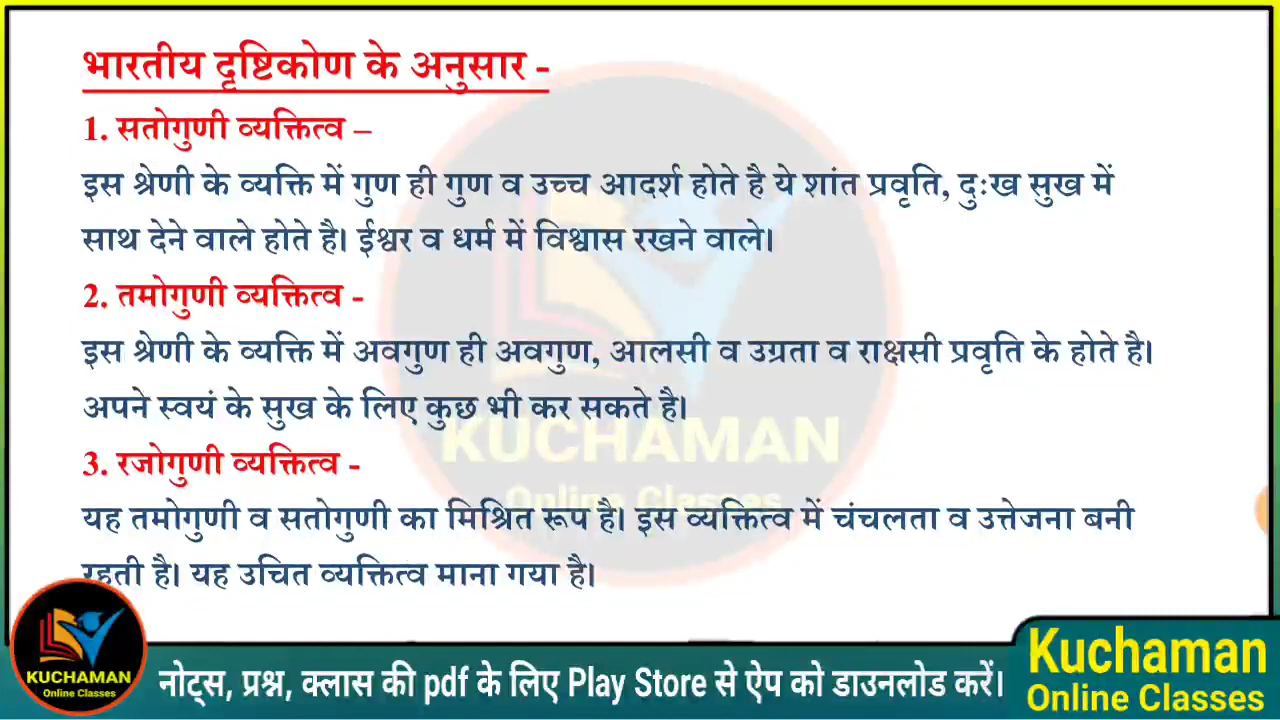 भारतीय दृष्टिकोण के अनुसार -
1. सतोगुणी व्यक्तित्व –
इस श्रेणी के व्यक्ति में गुण ही गुण व उच्च आदर्श होते है ये शांत प्रवृति, दुःख सुख में
साथ देने वाले होते है। ईश्वर व धर्म में विश्वास रखने वाले।
2. तमोगुणी व्यक्तित्व -
इस श्रेणी के व्यक्ति में अवगुण ही अवगुण, आलसी व उग्रता व राक्षसी प्रवृति के होते है।
अपने स्वयं के सुख के लिए कुछ भी कर सकते है।
KUCHAMAN
3. रजोगुणी व्यक्तित्व -
Online Classes
यह तमोगुणी व सतोगुणी का मिश्रित रूप है। इस व्यक्तित्व में चंचलता व उत्तेजना बनी
रहती है। यह उचित व्यक्तित्व माना गया है।
KUCHAMAN
Online Classes
नोट्स, प्रश्न, क्लास की pdf के लिए Play Store से ऐप को डाउनलोड करें।
Kuchaman
Online Classes